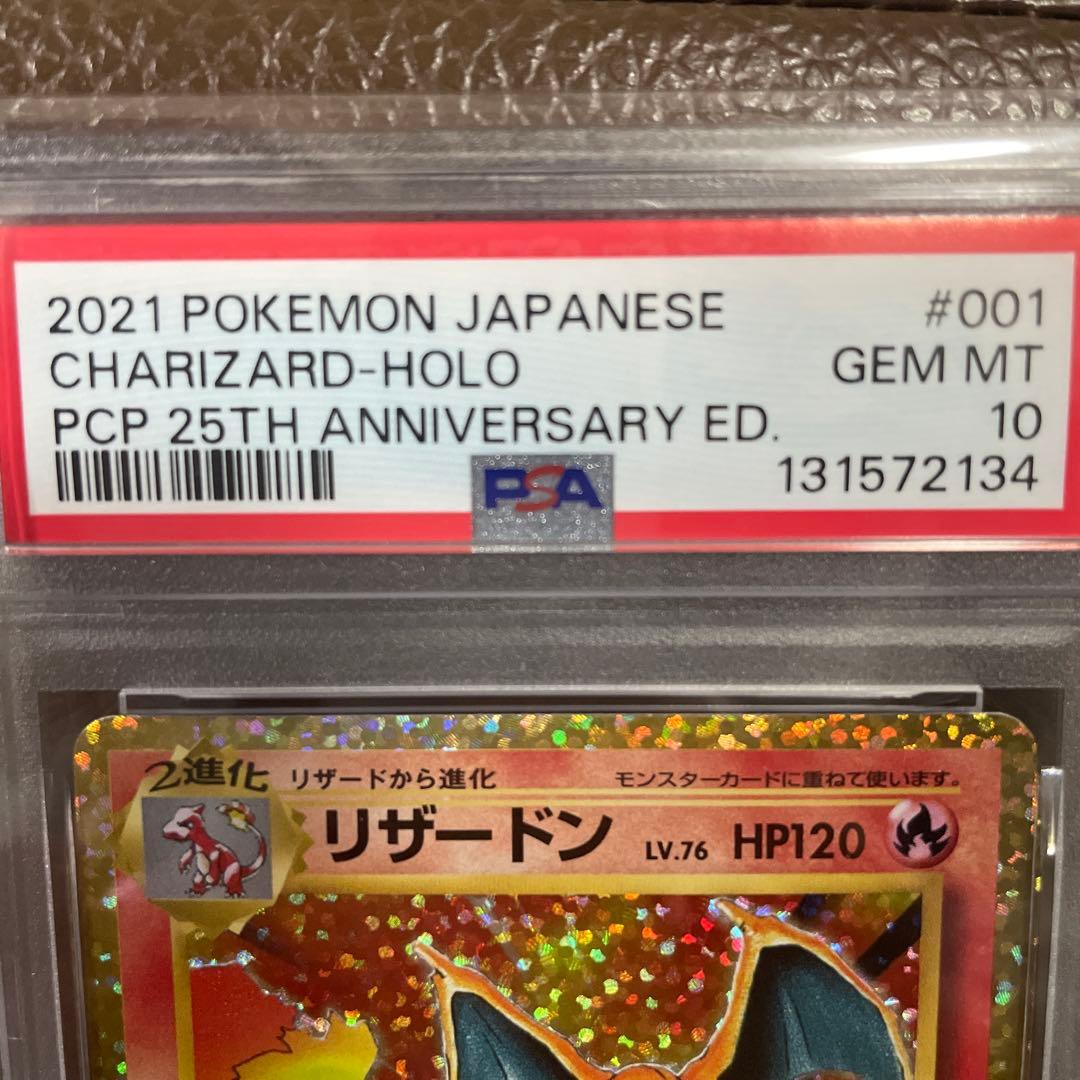 2021 POKEMON JAPANESE #001
CHARIZARD-HOLO GEM MT
PCP 25TH ANNIVERSARY ED. 10
PSA 131572134
2進化 リザードから進化 モンスターカードに重ねて使います。
リザードン LV.76 HP120